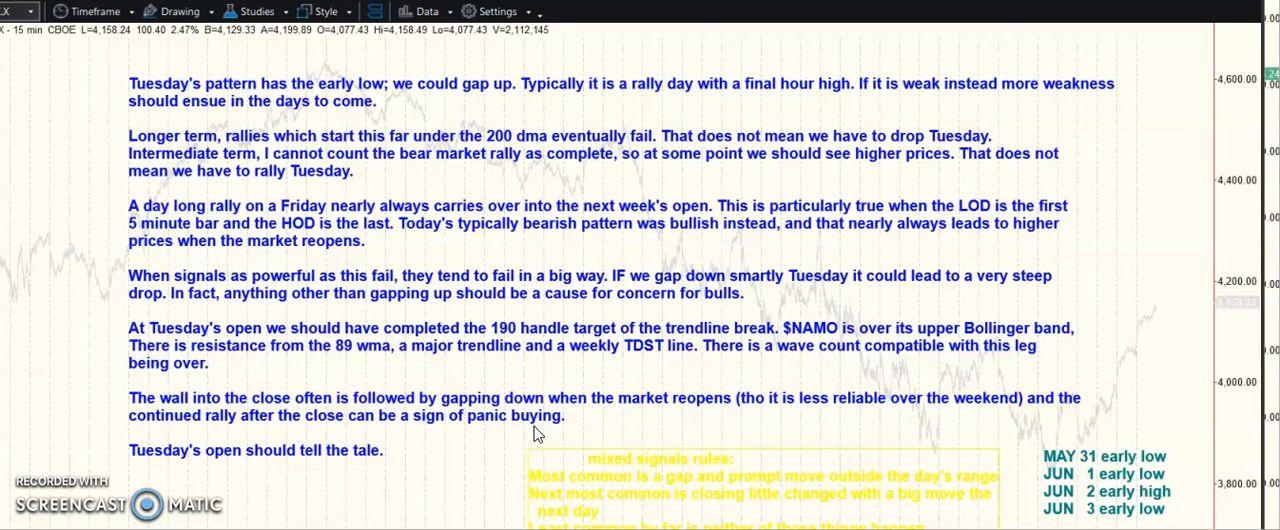 Timeframe Drawing Studies Style Data Settings
15 min CBOE L=4,158.24 100.40 2.47% B=4,129.33 A=4,199.89 O=4,077.43 Hi=4,158.49 Lo=4,077.43 V=2,112,145
Tuesday's pattern has the early low; we could gap up. Typically it is a rally day with a final hour high. If it is weak instead more weakness
should ensue in the days to come.
4,600.00
Longer term, rallies which start this far under the 200 dma eventually fail. That does not mean we have to drop Tuesday.
Intermediate term, I cannot count the bear market rally as complete, so at some point we should see higher prices. That does not
mean we have to rally Tuesday.
4,400.00
A day long rally on a Friday nearly always carries over into the next week's open. This is particularly true when the LOD is the first
5 minute bar and the HOD is the last. Today's typically bearish pattern was bullish instead, and that nearly always leads to higher
prices when the market reopens.
When signals as powerful as this fail, they tend to fail in a big way. IF we gap down smartly Tuesday it could lead to a very steep
drop. In fact, anything other than gapping up should be a cause for concern for bulls.
4,200.00
At Tuesday's open we should have completed the 190 handle target of the trendline break. $NAMO is over its upper Bollinger band,
There is resistance from the 89 wma, a major trendline and a weekly TDST line. There is a wave count compatible with this leg
being over.
4,000.00
The wall into the close often is followed by gapping down when the market reopens (tho it is less reliable over the weekend) and the
continued rally after the close can be a sign of panic buying.
Tuesday's open should tell the tale.
mixed signals rules:
Most common is a gap and prompt move outside the day's range
Next most common is closing little changed with a big move the
next day
Least common by far is neither of those things happen
MAY 31 early low
JUN 1 early low
JUN 2 early high
JUN 3 early low
3,800.00
RECORDED WITH
SCREENCAST MATIC